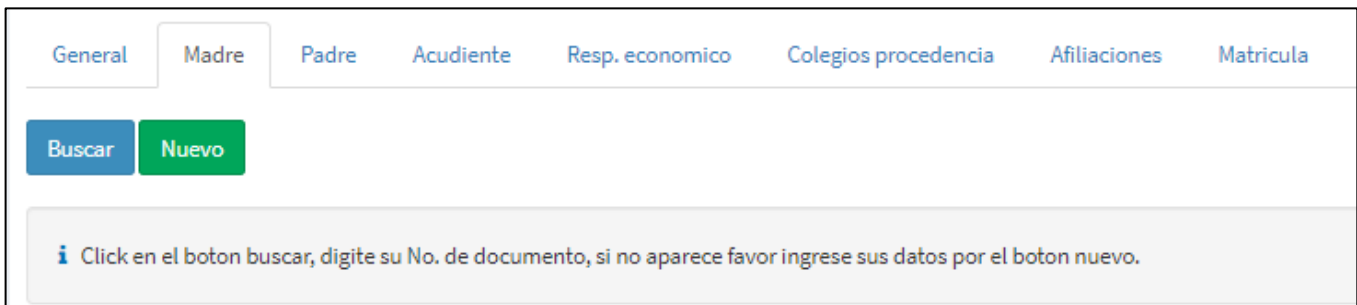 General Madre Padre Acudiente Resp. economico Colegios procedencia Afiliaciones Matricula
Buscar Nuevo
i Click en el boton buscar, digite su No. de documento, si no aparece favor ingrese sus datos por el boton nuevo.